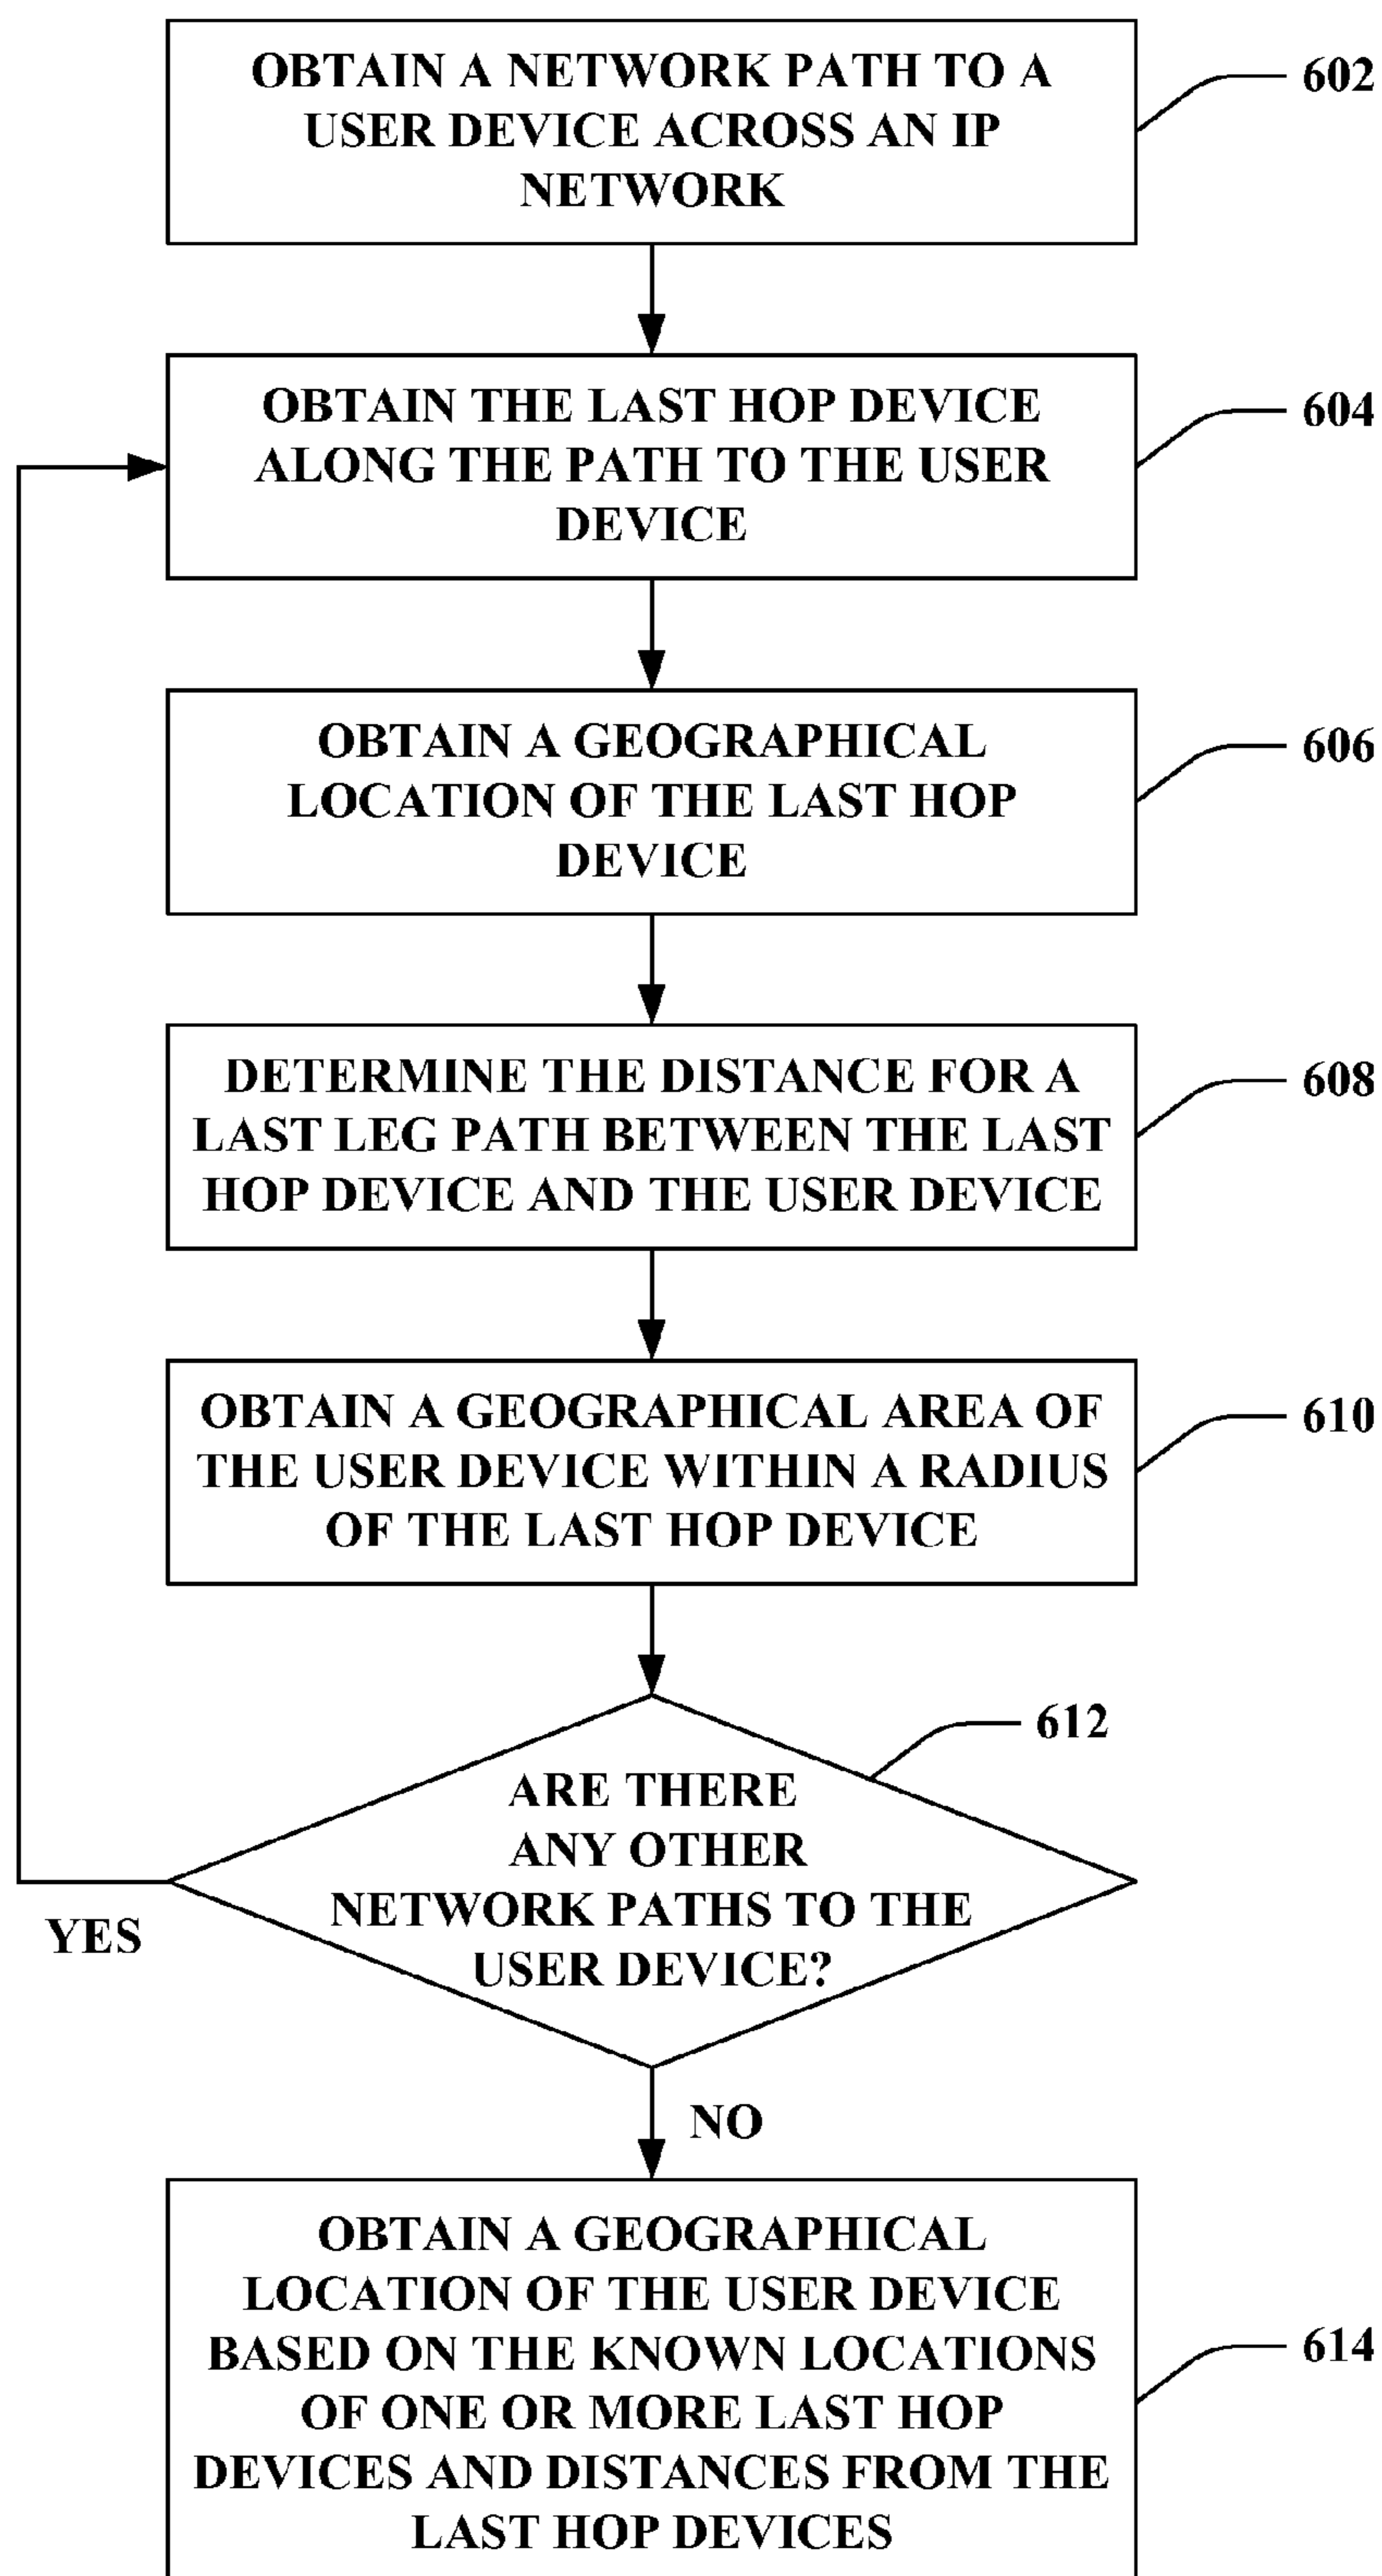 OBTAIN A NETWORK PATH TO A
USER DEVICE ACROSS AN IP
NETWORK
602
OBTAIN THE LAST HOP DEVICE
ALONG THE PATH TO THE USER
DEVICE
604
OBTAIN A GEOGRAPHICAL
LOCATION OF THE LAST HOP
DEVICE
606
DETERMINE THE DISTANCE FOR A
LAST LEG PATH BETWEEN THE LAST
HOP DEVICE AND THE USER DEVICE
608
OBTAIN A GEOGRAPHICAL AREA OF
THE USER DEVICE WITHIN A RADIUS
OF THE LAST HOP DEVICE
610
612
ARE THERE
ANY OTHER
NETWORK PATHS TO THE
USER DEVICE?
YES
NO
OBTAIN A GEOGRAPHICAL
LOCATION OF THE USER DEVICE
BASED ON THE KNOWN LOCATIONS
OF ONE OR MORE LAST HOP
DEVICES AND DISTANCES FROM THE
LAST HOP DEVICES
614